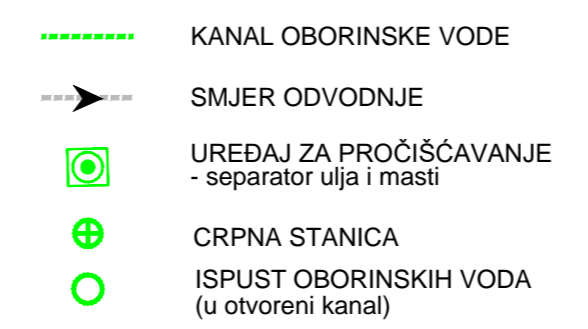 KANAL OBORINSKE VODE
SMJER ODVODNJE
UREĐAJ ZA PROČIŠĆAVANJE
- separator ulja i masti
CRPNA STANICA
ISPUST OBORINSKIH VODA
(u otvoreni kanal)